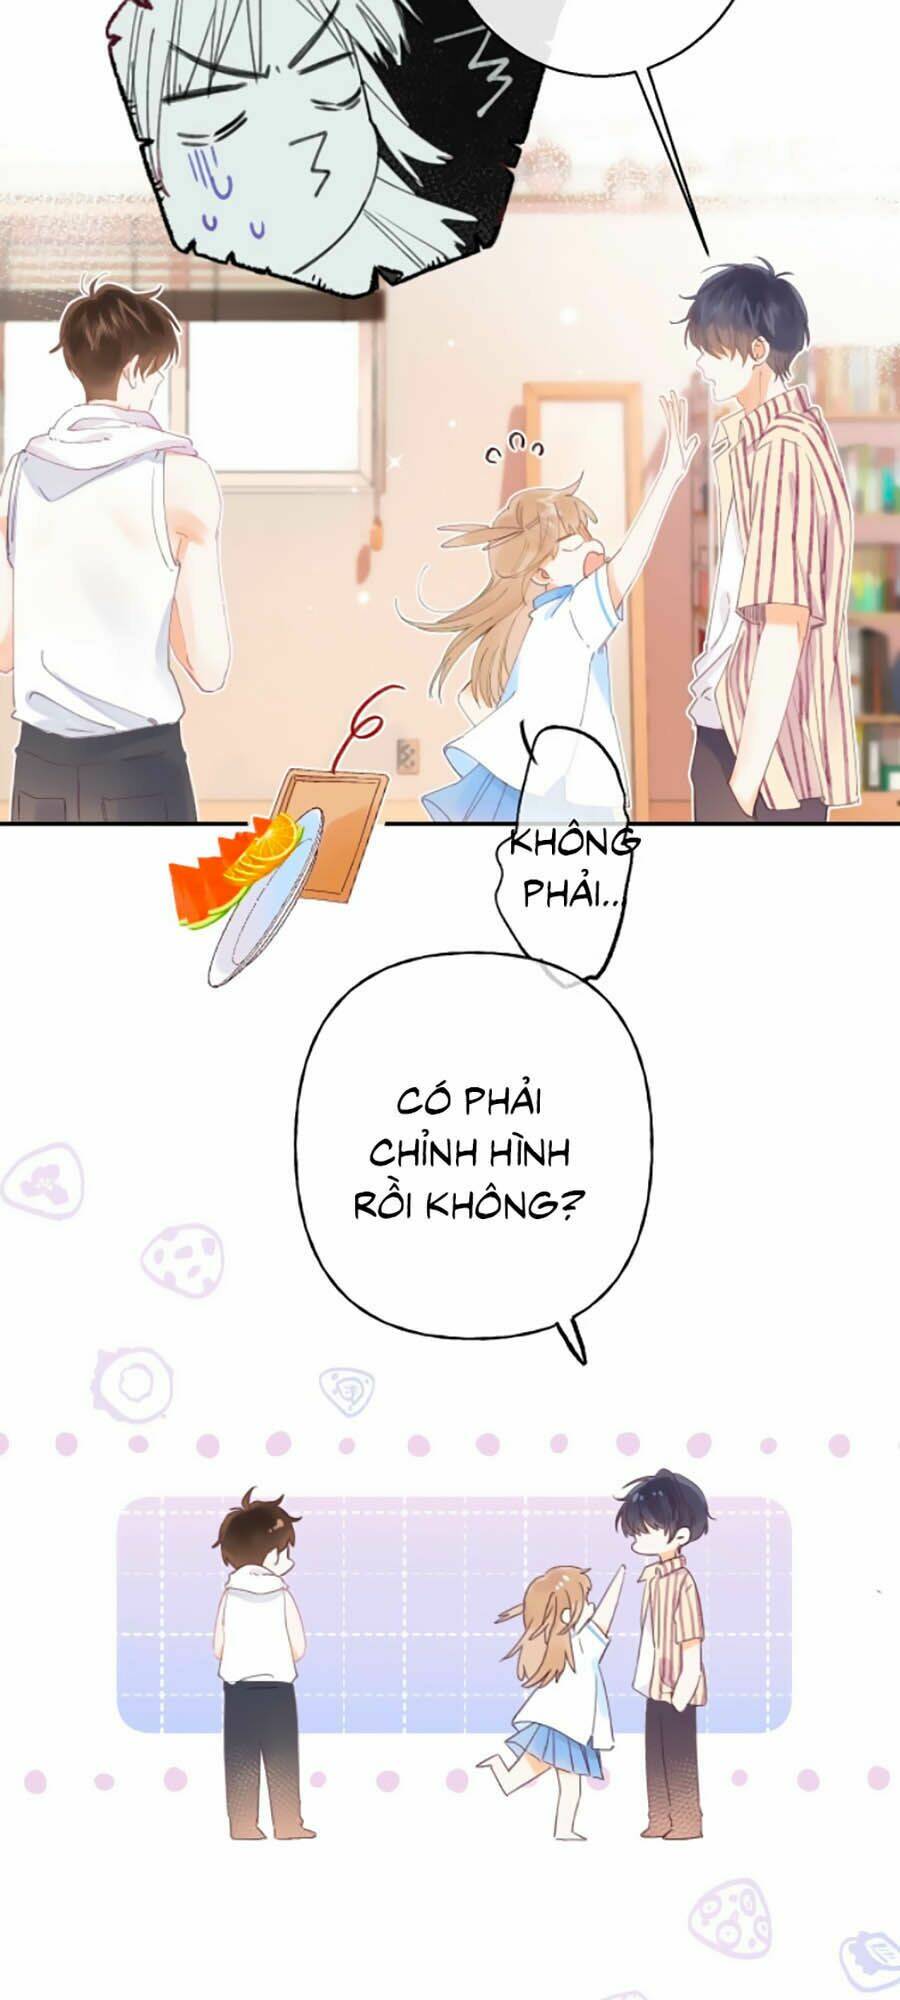 KHÔNG
PHẢI...
CÓ PHẢI
CHỈNH HÌNH
RỒI KHÔNG?